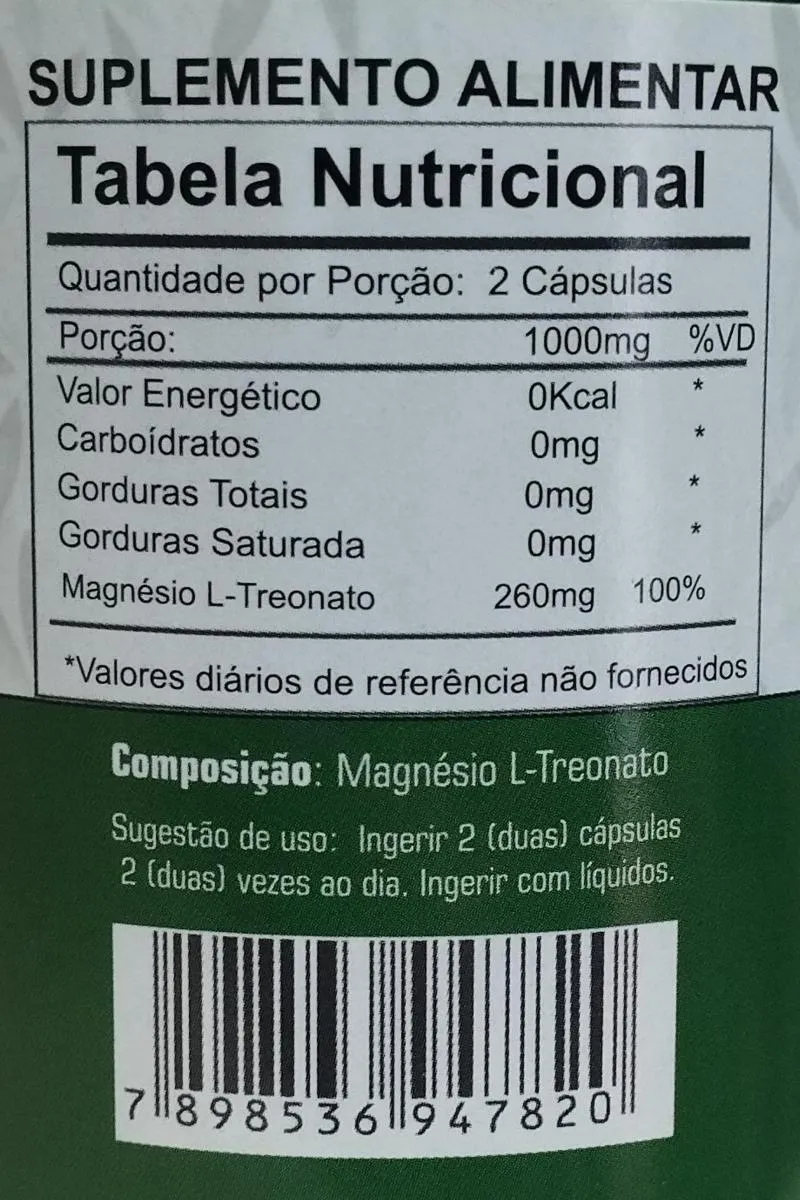 SUPLEMENTO ALIMENTAR
Tabela Nutricional
Quantidade por Porção: 2 Cápsulas
Porção: 1000mg %VD
Valor Energético 0Kcal *
Carboídratos 0mg *
Gorduras Totais 0mg *
Gorduras Saturada 0mg *
Magnésio L-Treonato 260mg 100%
*Valores diários de referência não fornecidos
Composição: Magnésio L-Treonato
Sugestão de uso: Ingerir 2 (duas) cápsulas
2 (duas) vezes ao dia. Ingerir com líquidos.
7 898536 947820